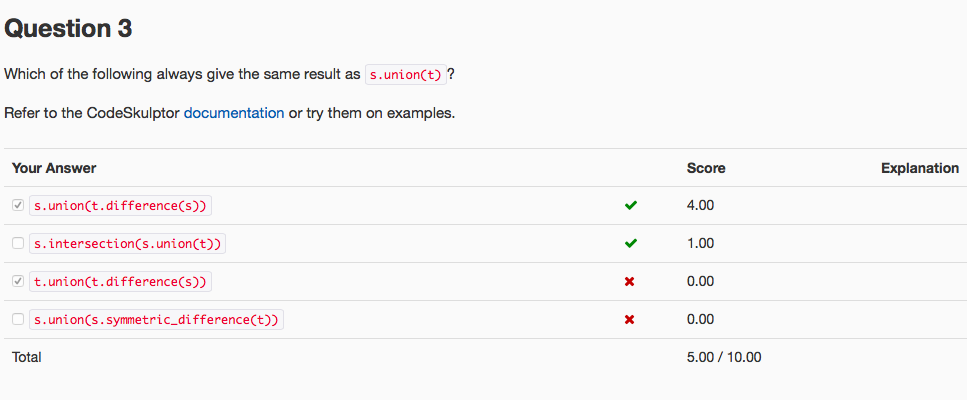 Question 3
Which of the following always give the same result as s.union(t)?
Refer to the CodeSkulptor documentation or try them on examples.
Your Answer Score Explanation
s.union(t.difference(s)) 4.00
s.intersection(s.union(t)) 1.00
t.union(t.difference(s)) 0.00
s.union(s.symmetric_difference(t)) 0.00
Total 5.00 / 10.00